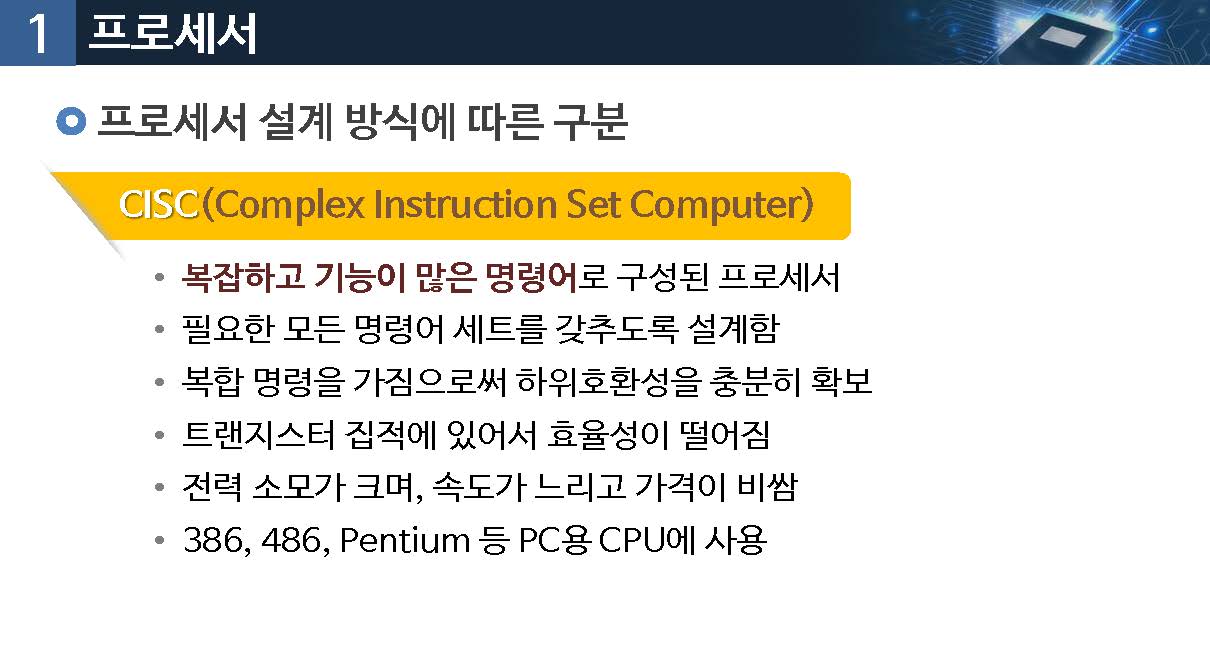 1 프로세서
프로세서 설계 방식에 따른 구분
CISC(Complex Instruction Set Computer)
• 복잡하고 기능이 많은 명령어로 구성된 프로세서
• 필요한 모든 명령어 세트를 갖추도록 설계함
• 복합 명령을 가짐으로써 하위호환성을 충분히 확보
• 트랜지스터 집적에 있어서 효율성이 떨어짐
• 전력 소모가 크며, 속도가 느리고 가격이 비쌈
• 386, 486, Pentium 등 PC용 CPU에 사용